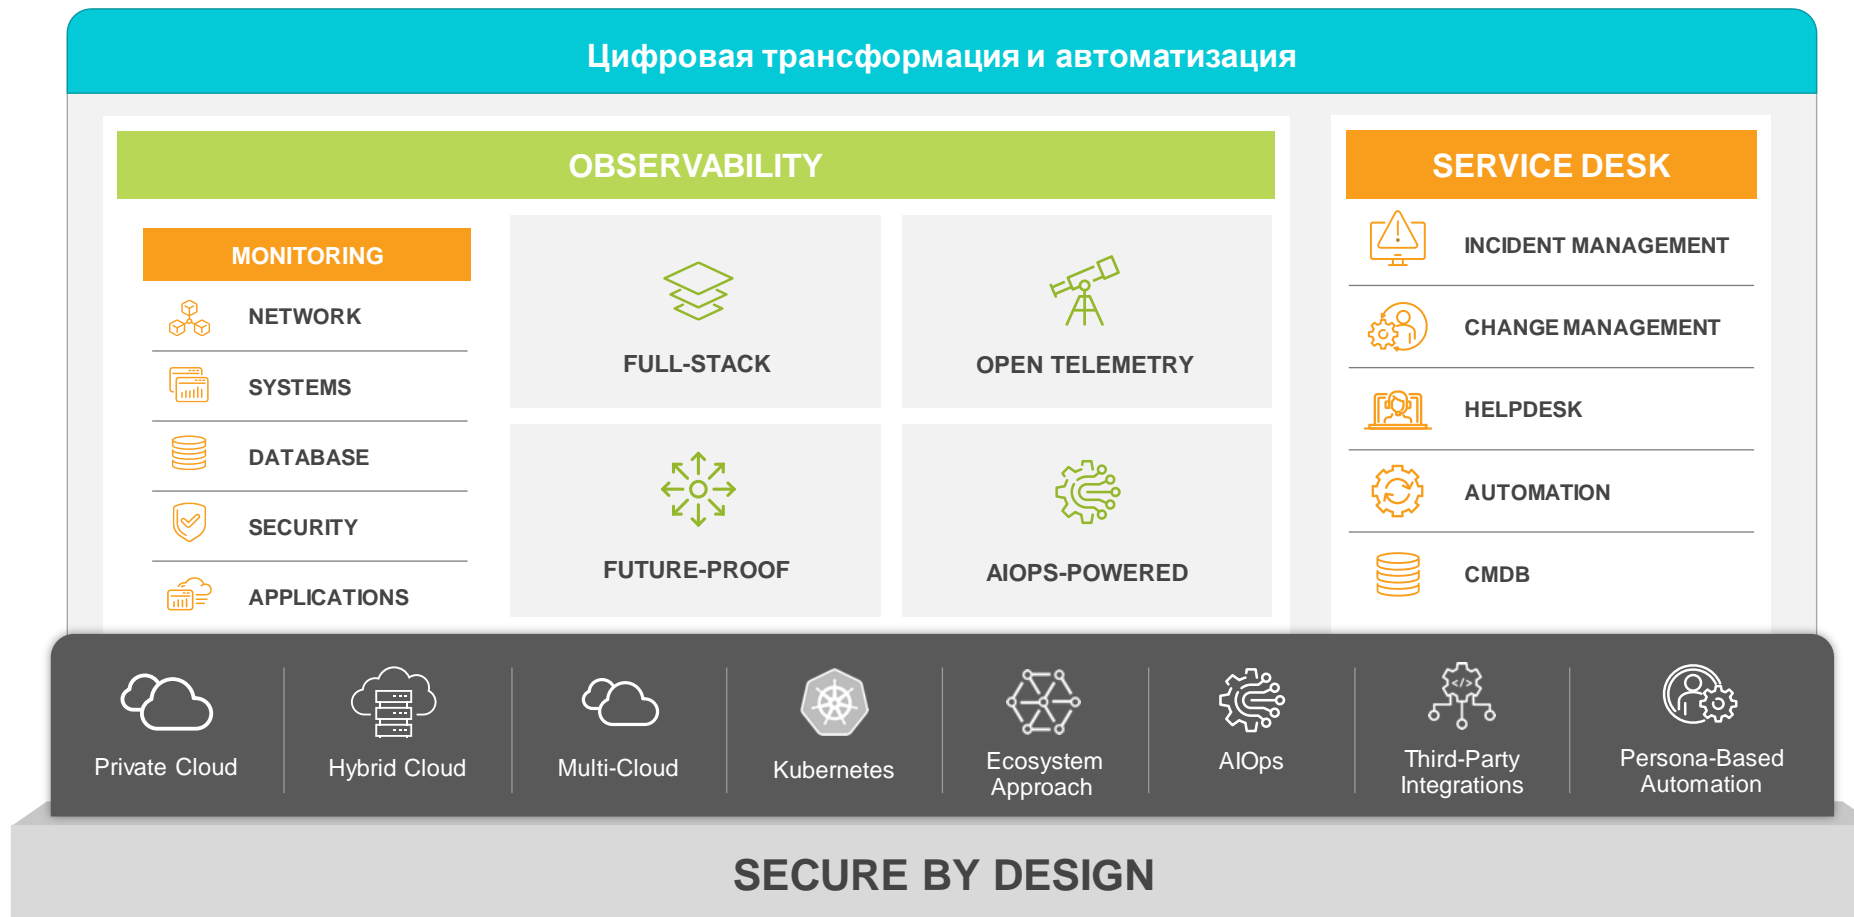 Цифровая трансформация и автоматизация
OBSERVABILITY
MONITORING
NETWORK
SYSTEMS
DATABASE
SECURITY
APPLICATIONS
FULL-STACK
OPEN TELEMETRY
FUTURE-PROOF
AIOPS-POWERED
SERVICE DESK
INCIDENT MANAGEMENT
CHANGE MANAGEMENT
HELPDESK
AUTOMATION
CMDB
Private Cloud
Hybrid Cloud
Multi-Cloud
Kubernetes
Ecosystem
Approach
AIOps
</>
Third-Party
Integrations
Persona-Based
Automation
SECURE BY DESIGN